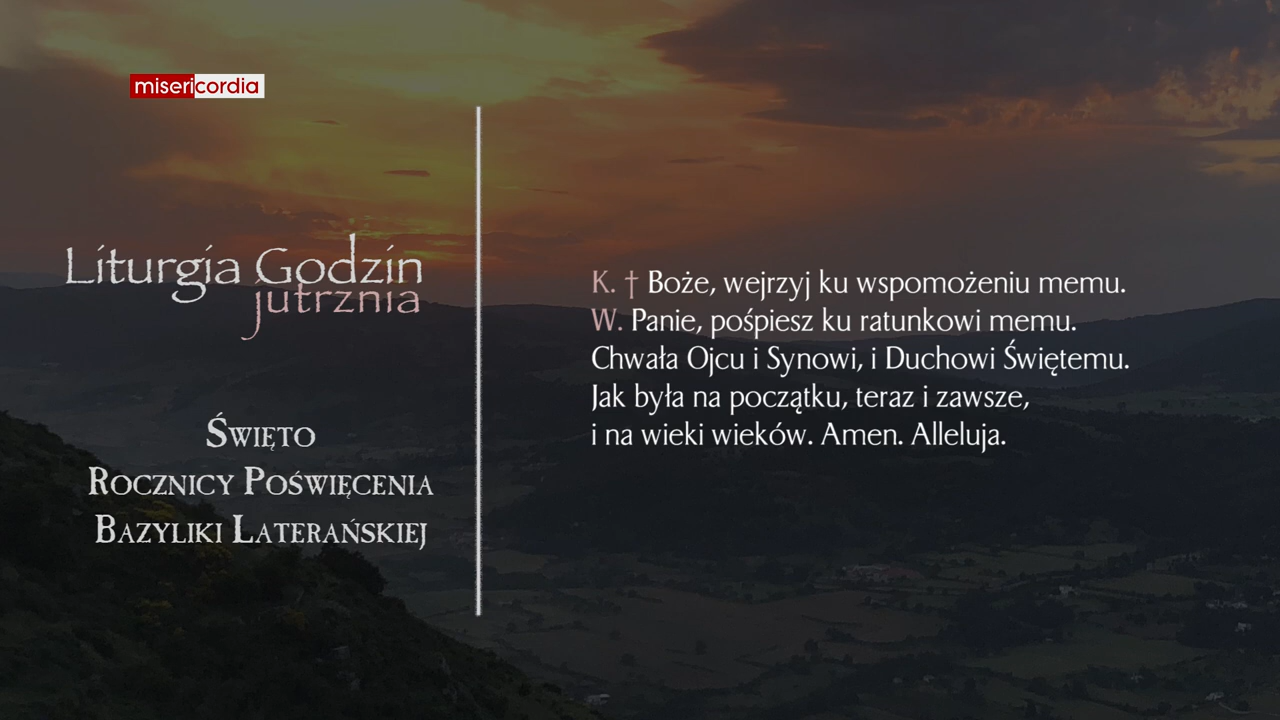 misericordia
Liturgia Godzin
jutrznia
Święto
Rocznicy Poświęcenia
Bazyliki Laterańskiej
K. † Boże, wejrzyj ku wspomożeniu memu.
W. Panie, pośpiesz ku ratunkowi memu.
Chwała Ojcu i Synowi, i Duchowi Świętemu.
Jak była na początku, teraz i zawsze,
i na wieki wieków. Amen. Alleluja.